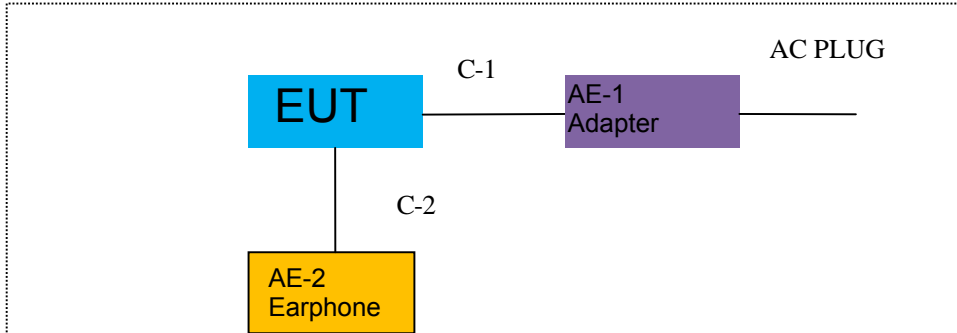 AC PLUG
C-1
EUT
AE-1
Adapter
C-2
AE-2
Earphone